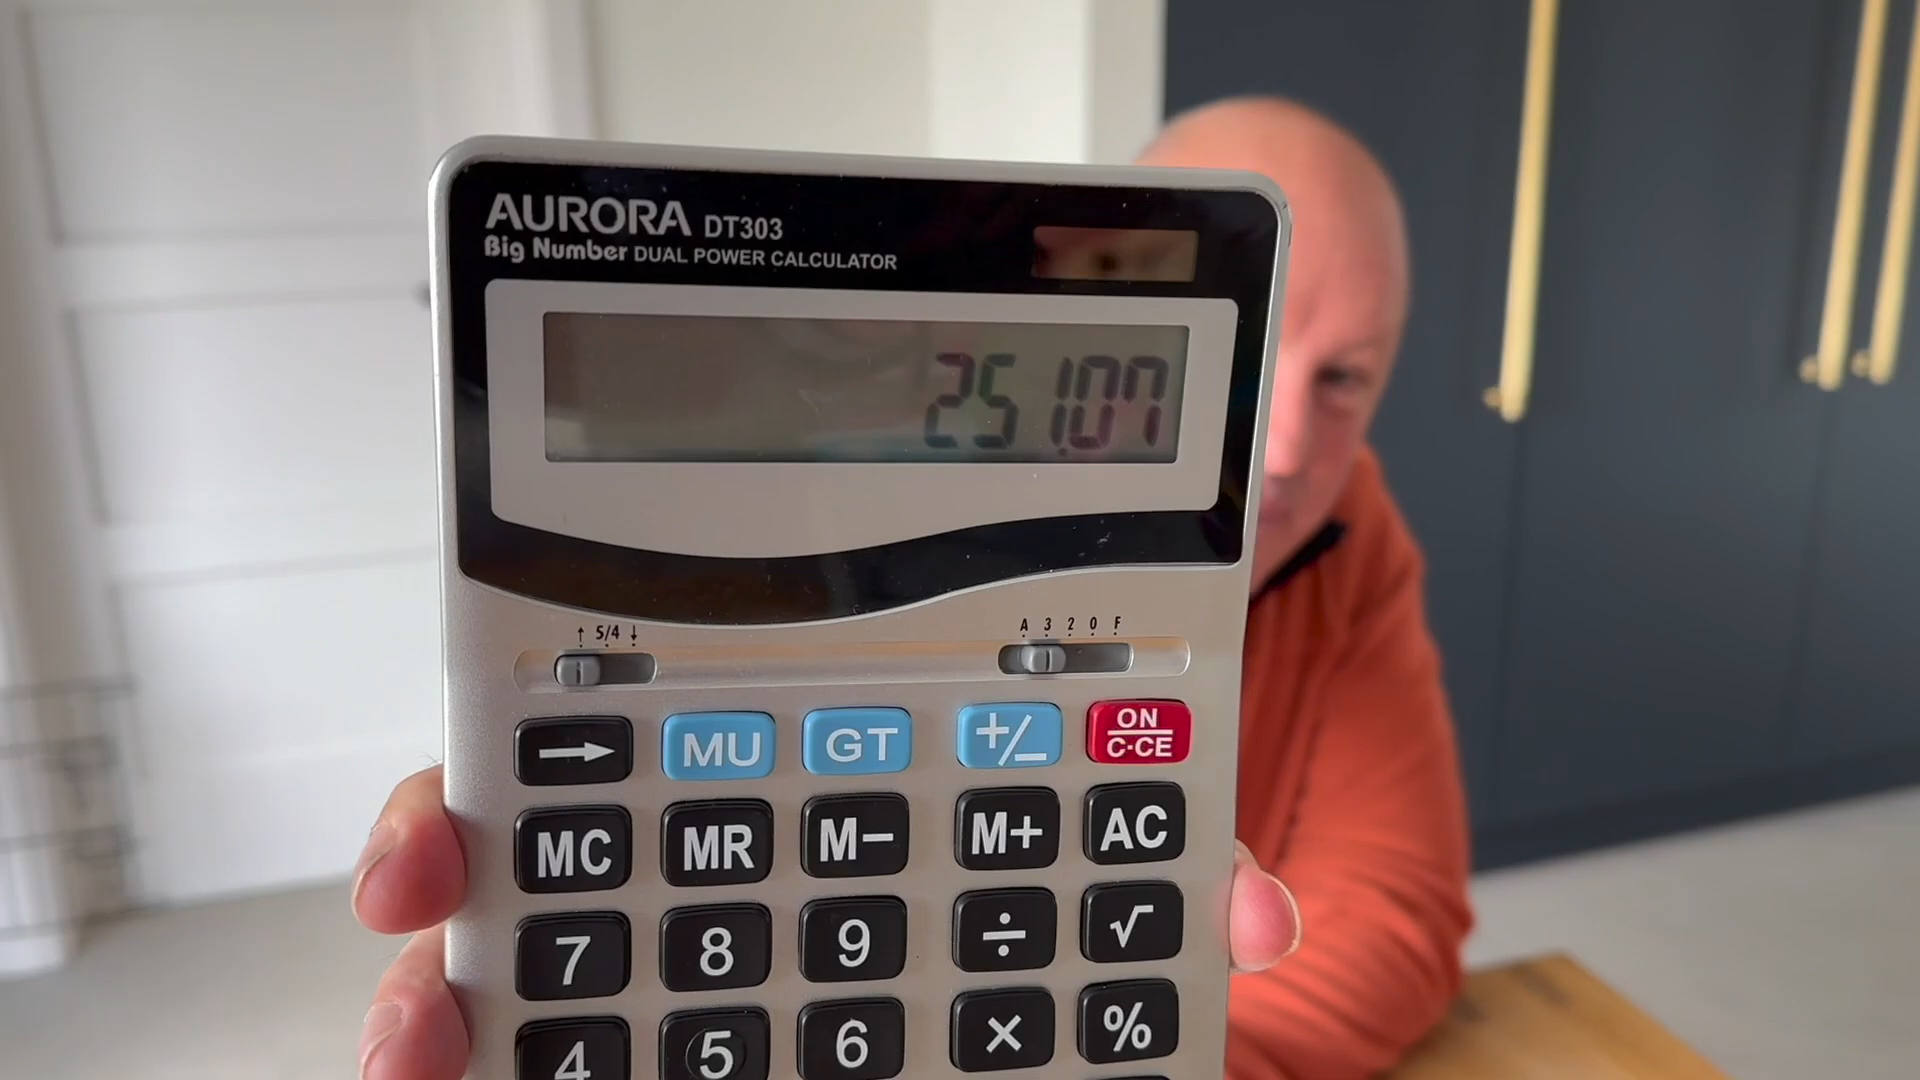 AURORA DT303
Big Number DUAL POWER CALCULATOR
251.07
↑ 5/4 ↓
A 3 2 0 F
→ MU GT +/− ON/C·CE
MC MR M− M+ AC
7 8 9 ÷ √
4 5 6 × %